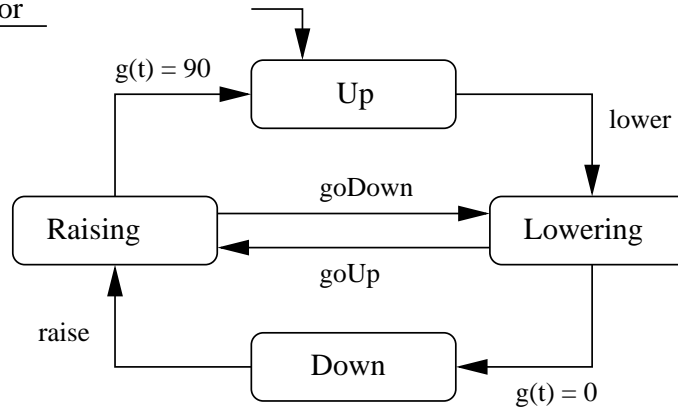 or
g(t) = 90
Up
lower
goDown
Raising
Lowering
goUp
raise
Down
g(t) = 0